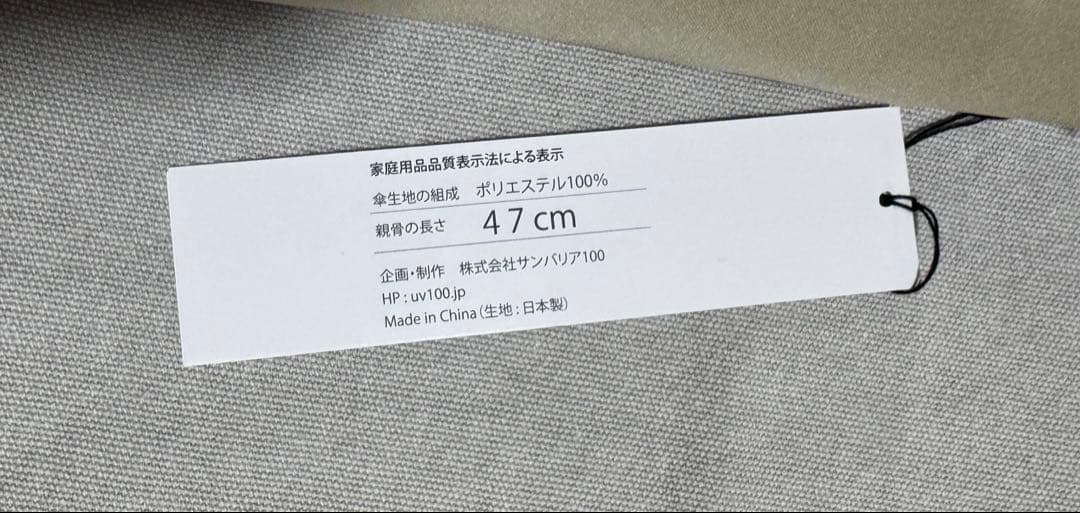 家庭用品品質表示法による表示
傘生地の組成　ポリエステル100%
親骨の長さ　４７cm
企画・制作　株式会社サンバリア100
HP : uv100.jp
Made in China（生地 : 日本製）